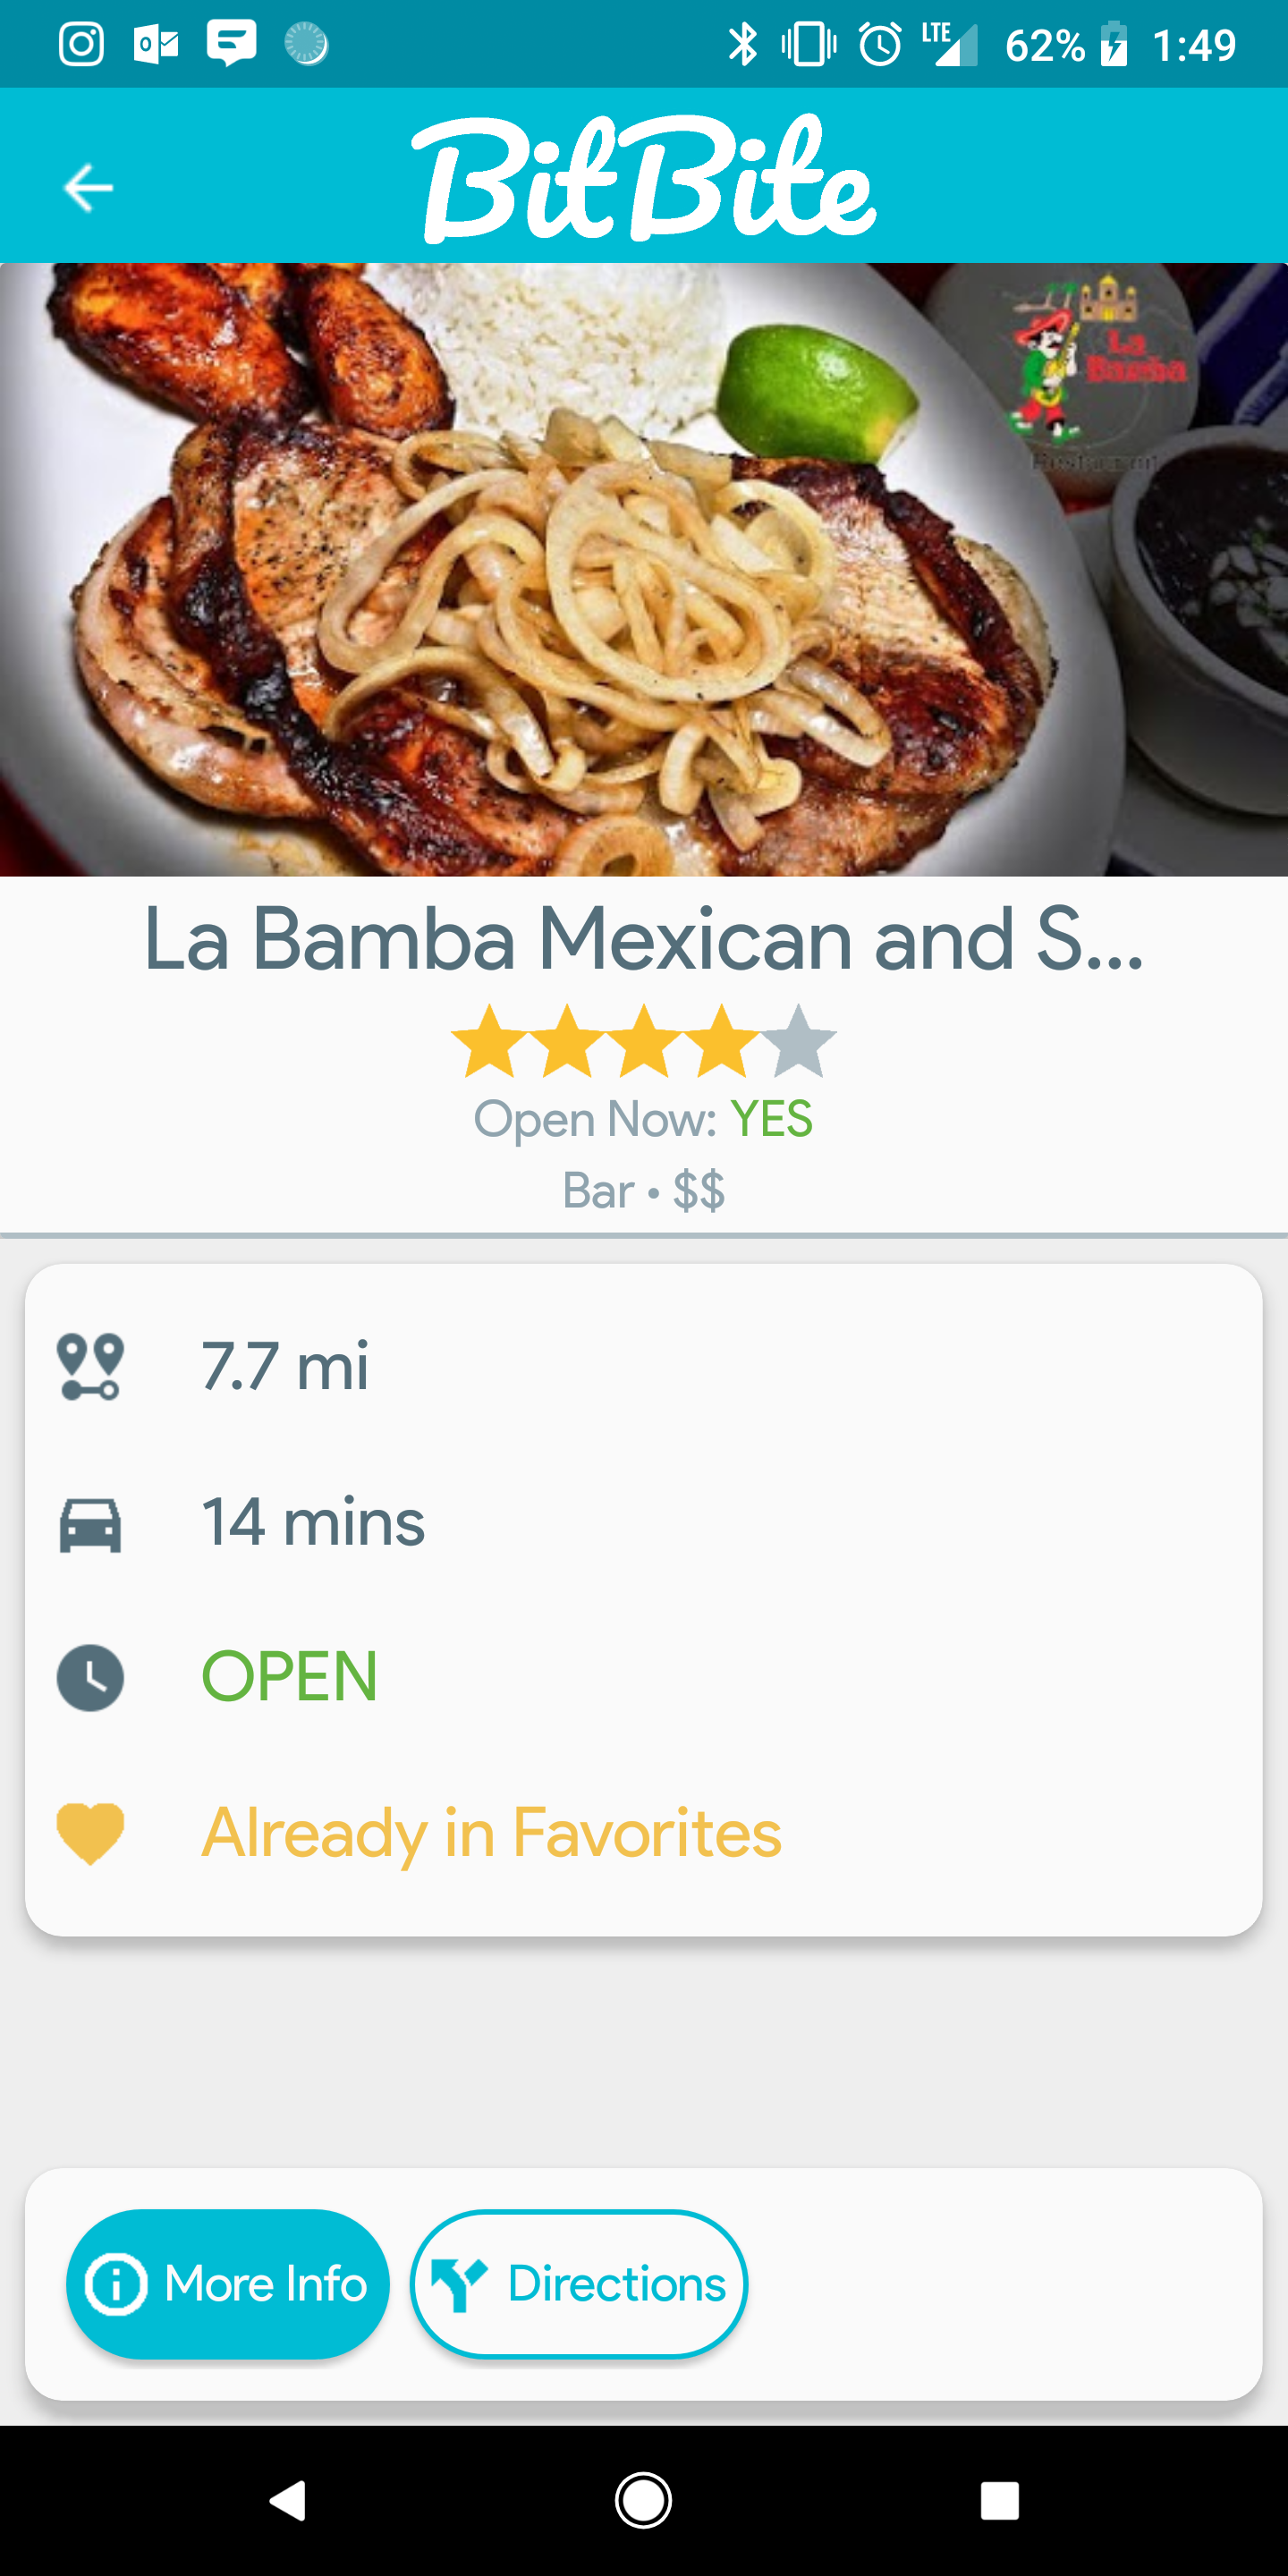 LTE 62% 1:49
BitBite
La
Bamba
Restaurant
La Bamba Mexican and S...
Open Now: YES
Bar • $$
7.7 mi
14 mins
OPEN
Already in Favorites
More Info Directions